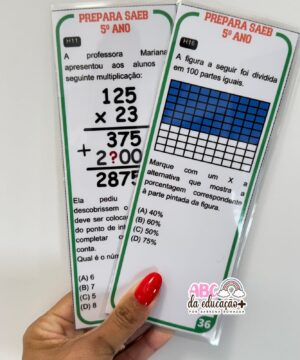 PREPARA SAEB
5º ANO
H11
A professora Mariana
apresentou aos alunos
seguinte multiplicação:
125
x 23
+ 375
2?00
2875
Ela pediu
descobrissem o
deve ser colocado
do ponto de int
completar
conta.
Qual é o núm
(A) 6
(B) 7
(C) 5
(D) 8
PREPARA SAEB
5º ANO
H15
A figura a seguir foi dividida
em 100 partes iguais.
Marque com um x a
alternativa que mostra a
porcentagem correspondente
à parte pintada da figura.
(A) 40%
(B) 60%
(C) 50%
(D) 75%
ABC
da educação+
36